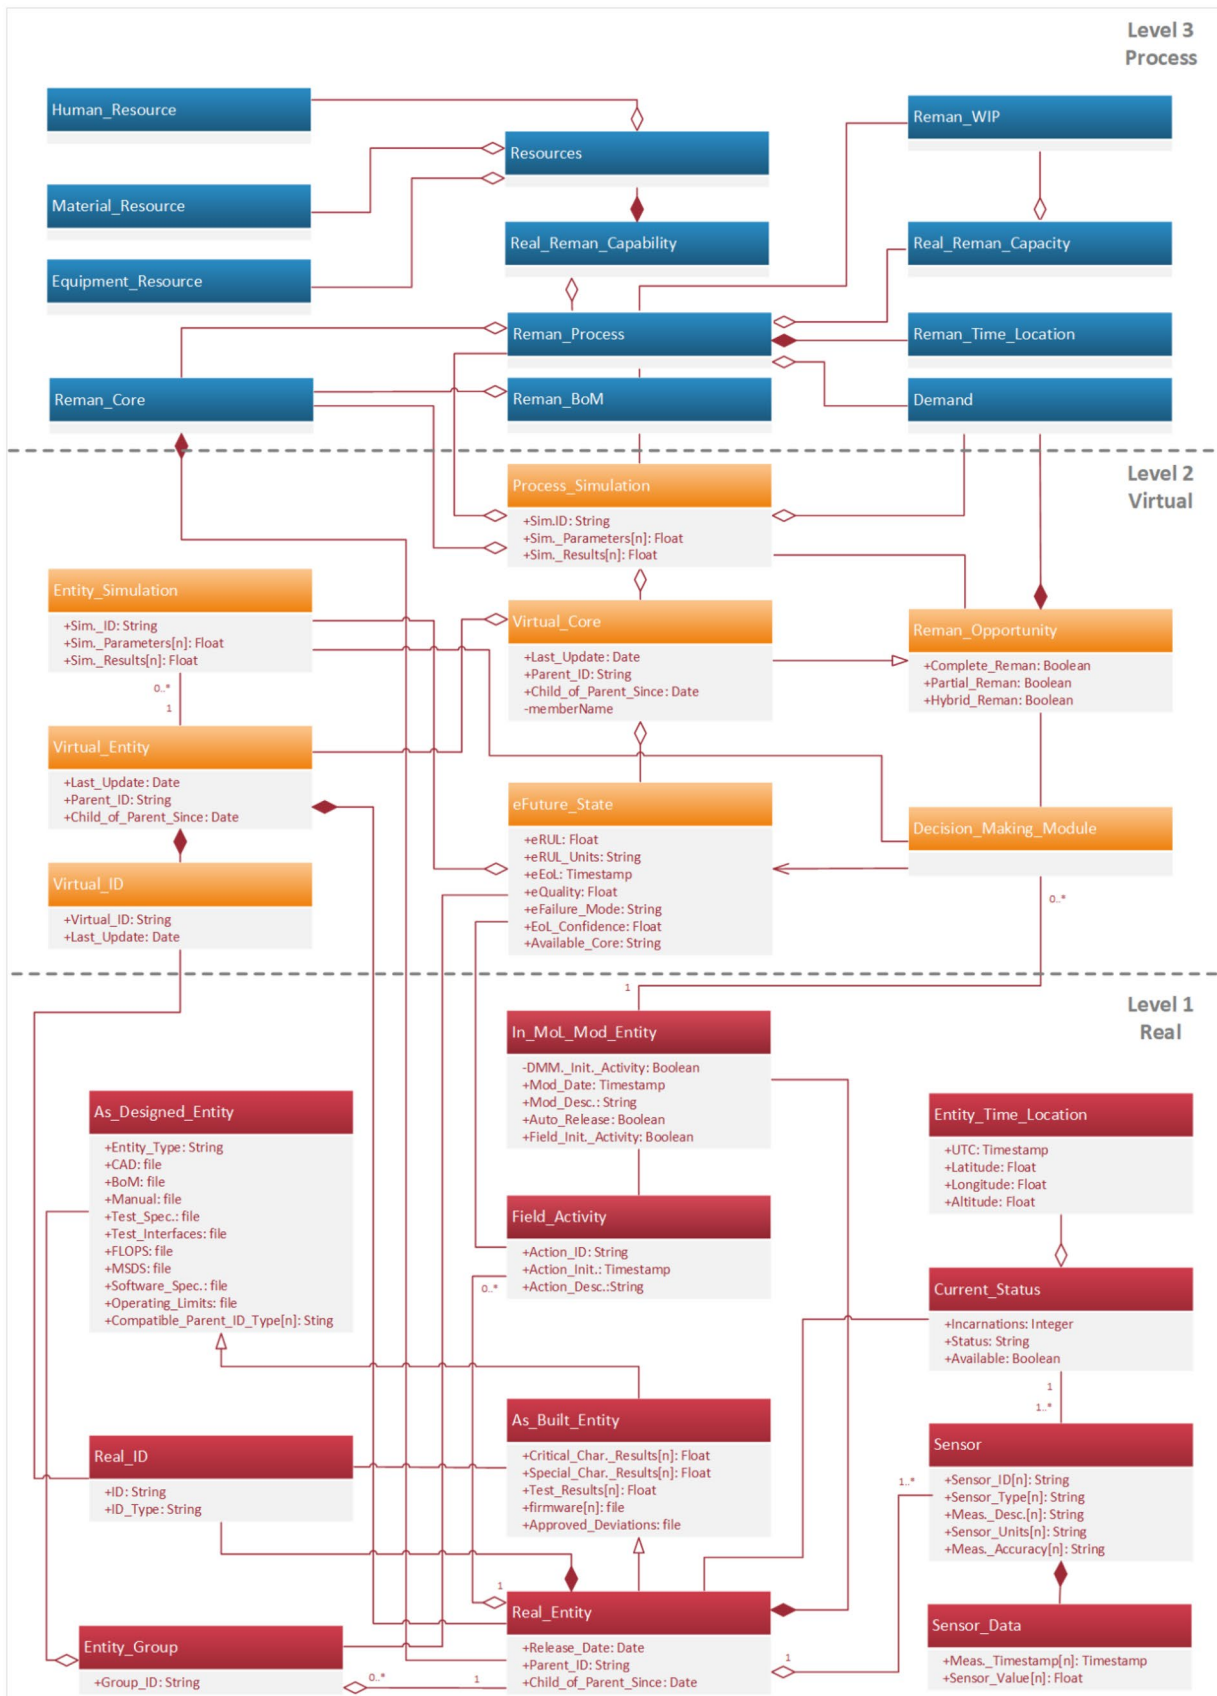 Level 3
Process
Human_Resource
Reman_WIP
Resources
Material_Resource
Real_Reman_Capability
Real_Reman_Capacity
Equipment_Resource
Reman_Process
Reman_Time_Location
Reman_Core
Reman_BoM
Demand
Level 2
Virtual
Process_Simulation
+Sim.ID: String
+Sim._Parameters[n]: Float
+Sim._Results[n]: Float
Entity_Simulation
+Sim._ID: String
+Sim._Parameters[n]: Float
+Sim._Results[n]: Float
0..*
1
Virtual_Core
+Last_Update: Date
+Parent_ID: String
+Child_of_Parent_Since: Date
-memberName
Reman_Opportunity
+Complete_Reman: Boolean
+Partial_Reman: Boolean
+Hybrid_Reman: Boolean
Virtual_Entity
+Last_Update: Date
+Parent_ID: String
+Child_of_Parent_Since: Date
eFuture_State
+eRUL: Float
+eRUL_Units: String
+eEoL: Timestamp
+eQuality: Float
+eFailure_Mode: String
+EoL_Confidence: Float
+Available_Core: String
Decision_Making_Module
0..*
Virtual_ID
+Virtual_ID: String
+Last_Update: Date
1
Level 1
Real
In_MoL_Mod_Entity
-DMM._Init._Activity: Boolean
+Mod_Date: Timestamp
+Mod_Desc.: String
+Auto_Release: Boolean
+Field_Init._Activity: Boolean
As_Designed_Entity
+Entity_Type: String
+CAD: file
+BoM: file
+Manual: file
+Test_Spec.: file
+Test_Interfaces: file
+FLOPS: file
+MSDS: file
+Software_Spec.: file
+Operating_Limits: file
+Compatible_Parent_ID_Type[n]: Sting
Entity_Time_Location
+UTC: Timestamp
+Latitude: Float
+Longitude: Float
+Altitude: Float
Field_Activity
+Action_ID: String
+Action_Init.: Timestamp
+Action_Desc.:String
0..*
Current_Status
+Incarnations: Integer
+Status: String
+Available: Boolean
1
1..*
As_Built_Entity
+Critical_Char._Results[n]: Float
+Special_Char._Results[n]: Float
+Test_Results[n]: Float
+firmware[n]: file
+Approved_Deviations: file
Real_ID
+ID: String
+ID_Type: String
Sensor
+Sensor_ID[n]: String
+Sensor_Type[n]: String
+Meas._Desc.[n]: String
+Sensor_Units[n]: String
+Meas._Accuracy[n]: String
1..*
1
Real_Entity
+Release_Date: Date
+Parent_ID: String
+Child_of_Parent_Since: Date
1
Sensor_Data
+Meas._Timestamp[n]: Timestamp
+Sensor_Value[n]: Float
Entity_Group
+Group_ID: String
0..*
1